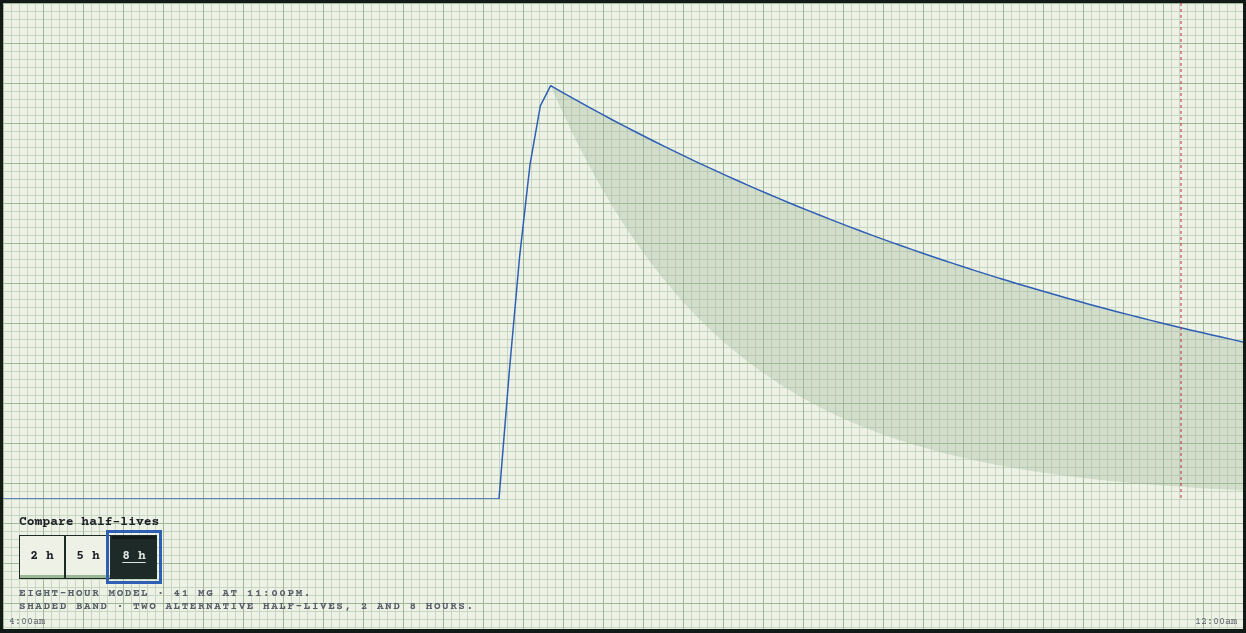 Compare half-lives
2 h 5 h 8 h
EIGHT-HOUR MODEL · 41 MG AT 11:00PM.
SHADED BAND · TWO ALTERNATIVE HALF-LIVES, 2 AND 8 HOURS.
4:00am 12:00am